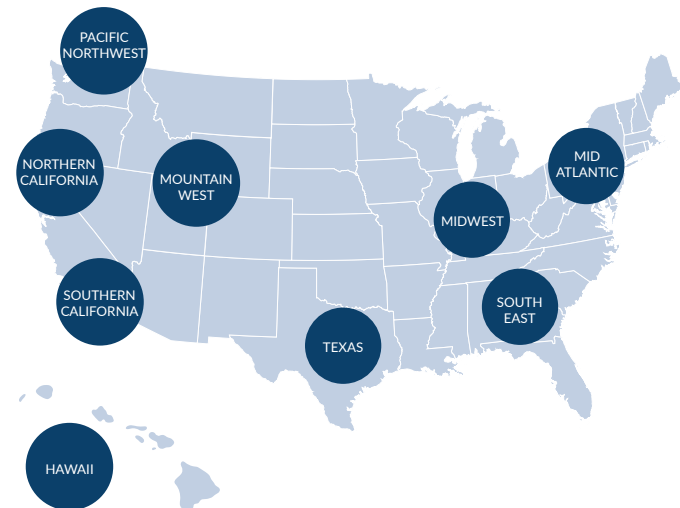 PACIFIC
NORTHWEST
NORTHERN
CALIFORNIA
MOUNTAIN
WEST
MID
ATLANTIC
MIDWEST
SOUTHERN
CALIFORNIA
SOUTH
EAST
TEXAS
HAWAII